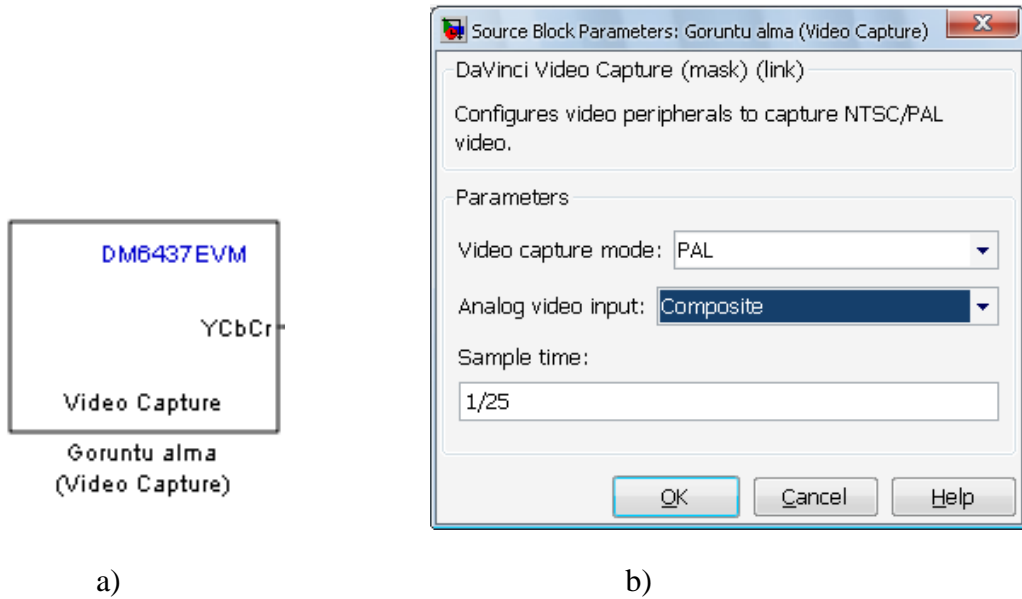 DM6437EVM
YCbCr
Video Capture
Goruntu alma
(Video Capture)
a)
Source Block Parameters: Goruntu alma (Video Capture)
DaVinci Video Capture (mask) (link)
Configures video peripherals to capture NTSC/PAL
video.
Parameters
Video capture mode: PAL
Analog video input: Composite
Sample time:
1/25
OK Cancel Help
b)